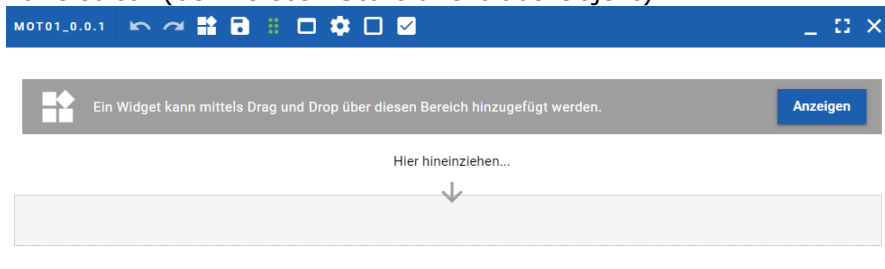 MOT01_0.0.1
Ein Widget kann mittels Drag und Drop über diesen Bereich hinzugefügt werden.
Anzeigen
Hier hineinziehen...